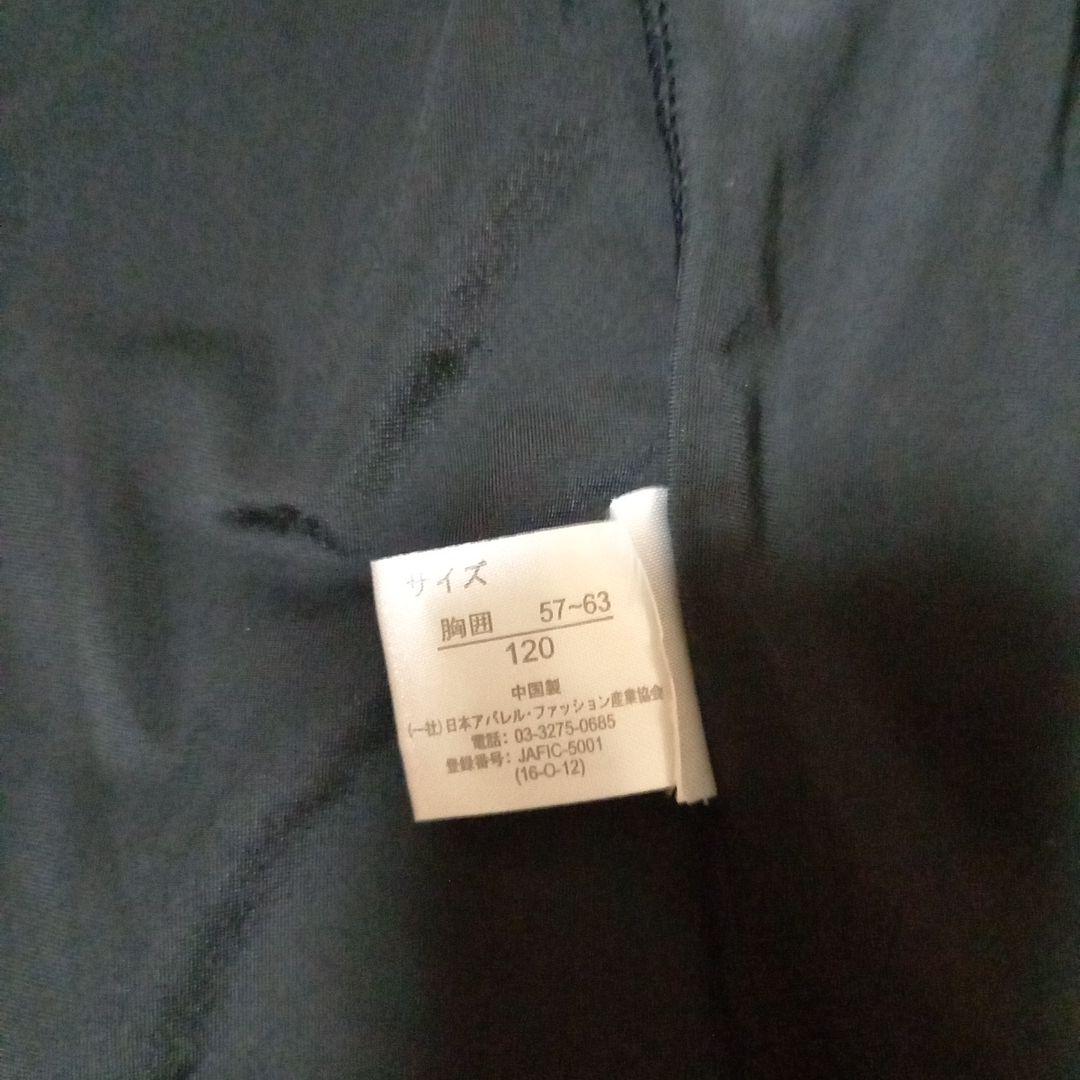 サイズ
胸囲 57~63
120
中国製
(一社)日本アパレル・ファッション産業協会
電話: 03-3275-0685
登録番号: JAFIC-5001
(16-O-12)